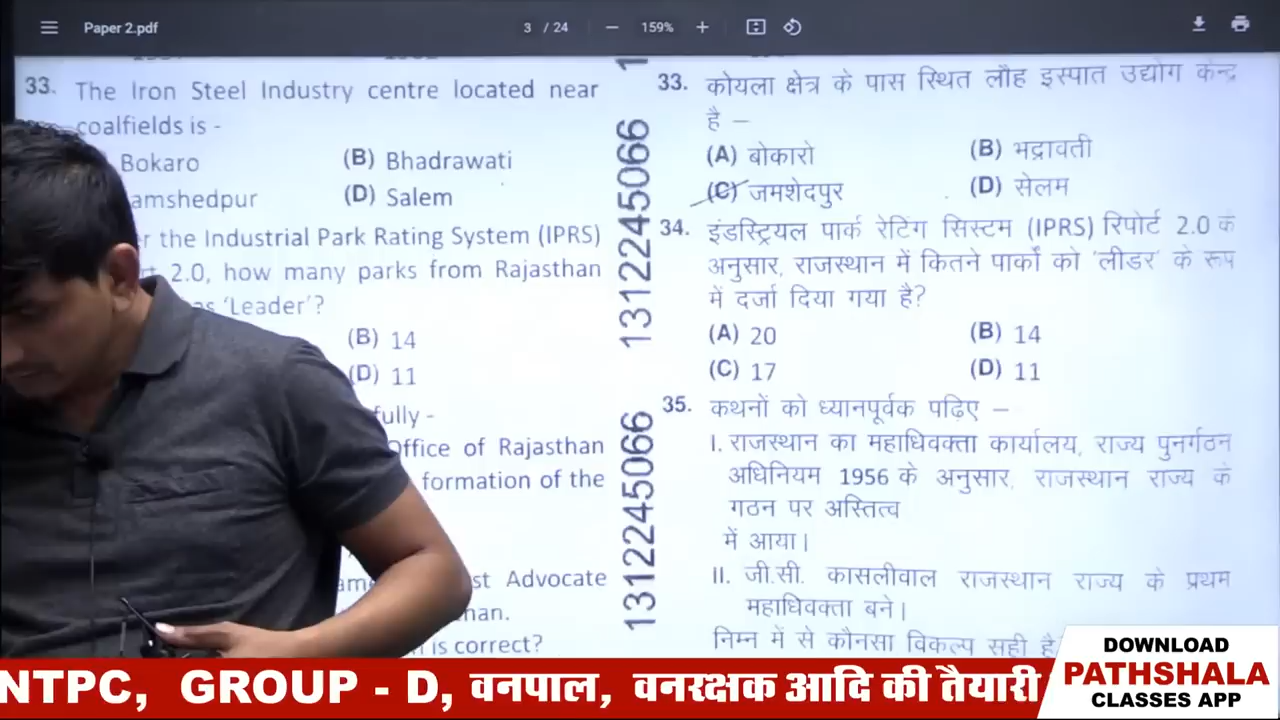 Paper 2.pdf
3 / 24
159%
33. The Iron Steel Industry centre located near
coalfields is -
Bokaro
(B) Bhadrawati
amshedpur
(D) Salem
r the Industrial Park Rating System (IPRS)
2.0, how many parks from Rajasthan
as 'Leader'?
(B) 14
(D) 11
fully -
Office of Rajasthan
formation of the
st Advocate
han.
is correct?
1312245066
1312245066
33. कोयला क्षेत्र के पास स्थित लौह इस्पात उद्योग केन्द्र
है –
(A) बोकारो
(B) भद्रावती
(C) जमशेदपुर
(D) सेलम
34. इंडस्ट्रियल पार्क रेटिंग सिस्टम (IPRS) रिपोर्ट 2.0 के
अनुसार, राजस्थान में कितने पार्कों को 'लीडर' के रूप
में दर्जा दिया गया है?
(A) 20
(B) 14
(C) 17
(D) 11
35. कथनों को ध्यानपूर्वक पढ़िए –
I. राजस्थान का महाधिवक्ता कार्यालय, राज्य पुनर्गठन
अधिनियम 1956 के अनुसार, राजस्थान राज्य के
गठन पर अस्तित्व
में आया।
II. जी.सी. कासलीवाल राजस्थान राज्य के प्रथम
महाधिवक्ता बने।
निम्न में से कौनसा विकल्प सही है
NTPC, GROUP - D, वनपाल, वनरक्षक आदि की तैयारी
DOWNLOAD
PATHSHALA
CLASSES APP